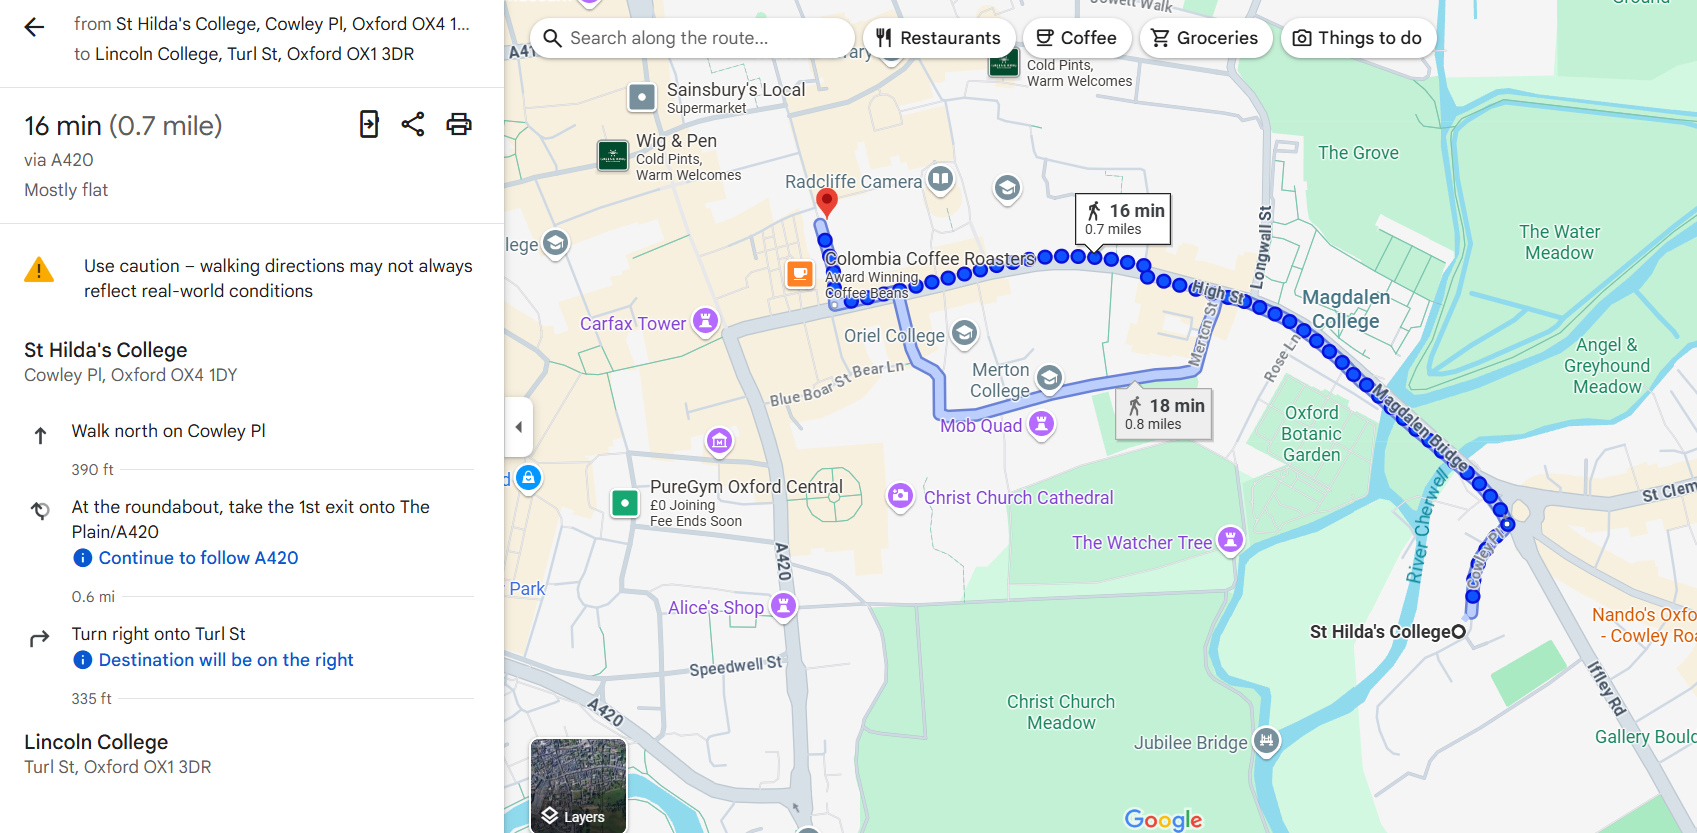 from St Hilda's College, Cowley Pl, Oxford OX4 1...
to Lincoln College, Turl St, Oxford OX1 3DR
16 min (0.7 mile)
via A420
Mostly flat
Use caution – walking directions may not always
reflect real-world conditions
St Hilda's College
Cowley Pl, Oxford OX4 1DY
Walk north on Cowley Pl
390 ft
At the roundabout, take the 1st exit onto The
Plain/A420
Continue to follow A420
0.6 mi
Turn right onto Turl St
Destination will be on the right
335 ft
Lincoln College
Turl St, Oxford OX1 3DR
Search along the route...
Restaurants
Coffee
Groceries
Things to do
Cold Pints,
Warm Welcomes
Sainsbury's Local
Supermarket
Wig & Pen
Cold Pints,
Warm Welcomes
Radcliffe Camera
The Grove
Longwall St
16 min
0.7 miles
The Water
Meadow
Colombia Coffee Roasters
Award Winning
Coffee Beans
High St
Magdalen
College
Carfax Tower
Oriel College
Merton St
Rose Ln
Angel &
Greyhound
Meadow
Blue Boar St
Bear Ln
Merton
College
18 min
0.8 miles
Mob Quad
Oxford
Botanic
Garden
Magdalen Bridge
PureGym Oxford Central
£0 Joining
Fee Ends Soon
Christ Church Cathedral
St Clem
The Watcher Tree
River Cherwell
Cowley Pl
A420
Park
Alice's Shop
St Hilda's College
Nando's Oxfo
- Cowley Roa
Speedwell St
Iffley Rd
A420
Christ Church
Meadow
Jubilee Bridge
Gallery Bould
Layers
Google